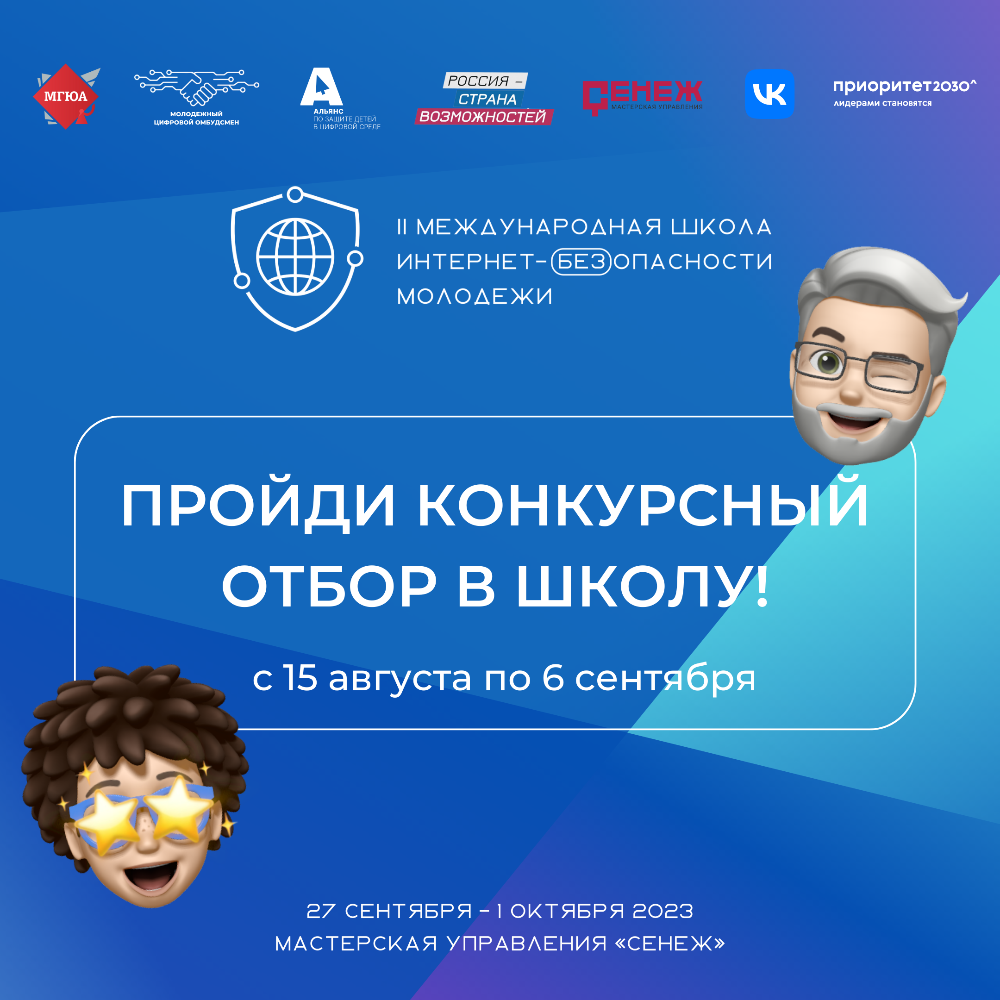 МГЮА
МОЛОДЕЖНЫЙ
ЦИФРОВОЙ ОМБУДСМЕН
А
АЛЬЯНС
ПО ЗАЩИТЕ ДЕТЕЙ
В ЦИФРОВОЙ СРЕДЕ
РОССИЯ –
СТРАНА
ВОЗМОЖНОСТЕЙ
СЕНЕЖ
МАСТЕРСКАЯ УПРАВЛЕНИЯ
VK
приоритет2030^
лидерами становятся
II МЕЖДУНАРОДНАЯ ШКОЛА
ИНТЕРНЕТ-БЕЗОПАСНОСТИ
МОЛОДЕЖИ
ПРОЙДИ КОНКУРСНЫЙ
ОТБОР В ШКОЛУ!
с 15 августа по 6 сентября
27 СЕНТЯБРЯ – 1 ОКТЯБРЯ 2023
МАСТЕРСКАЯ УПРАВЛЕНИЯ «СЕНЕЖ»